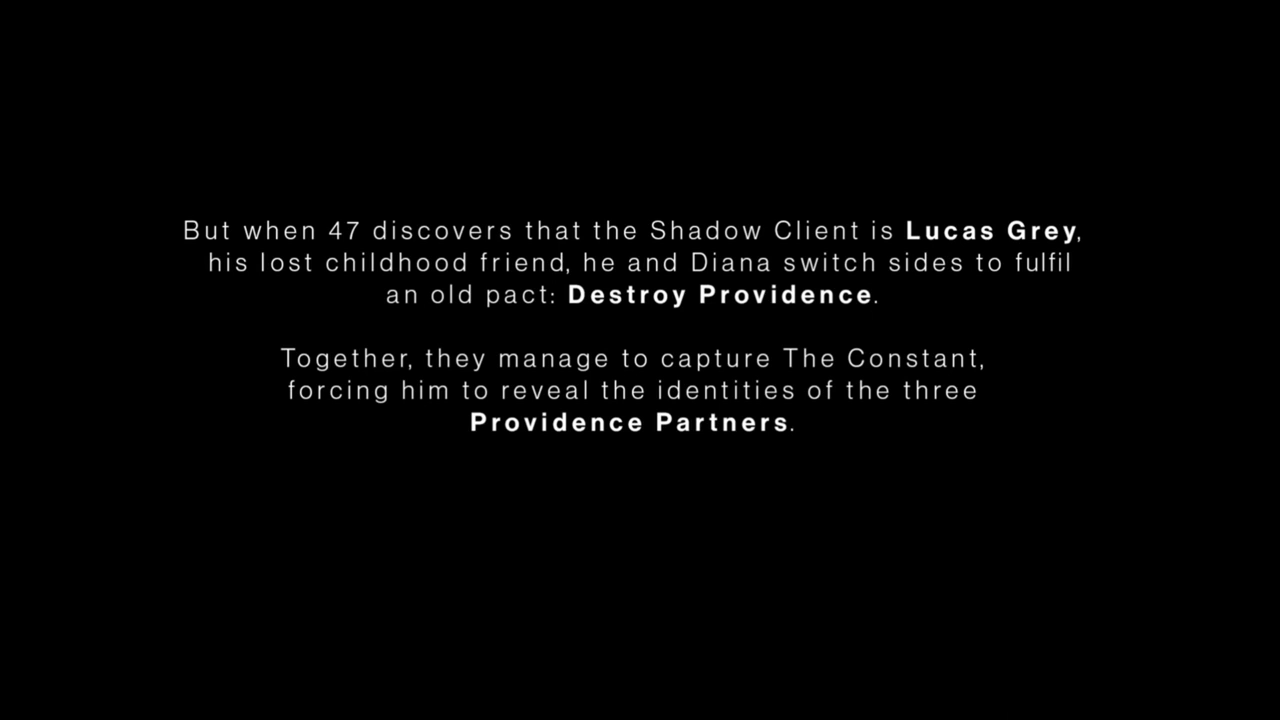 But when 47 discovers that the Shadow Client is Lucas Grey,
his lost childhood friend, he and Diana switch sides to fulfil
an old pact: Destroy Providence.
Together, they manage to capture The Constant,
forcing him to reveal the identities of the three
Providence Partners.